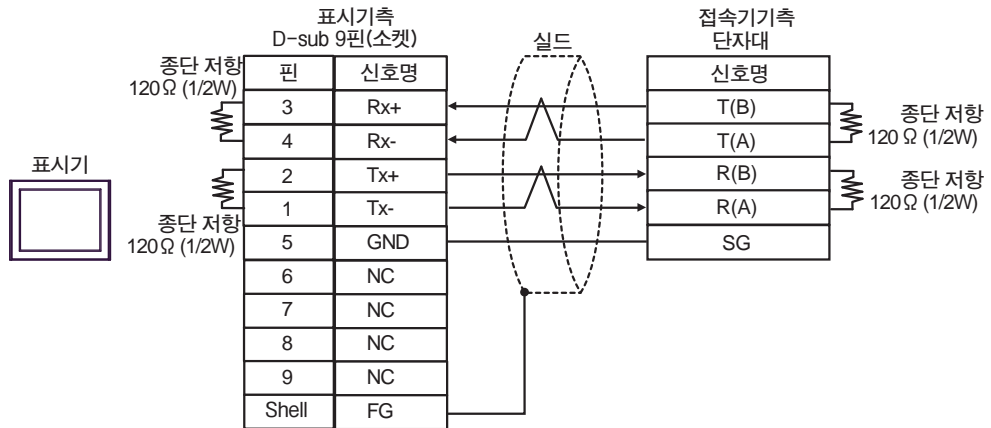 표시기측
D-sub 9핀(소켓)
접속기기측
단자대
실드
종단 저항
120Ω (1/2W)
핀 신호명
신호명
3 Rx+
T(B)
종단 저항
120 Ω (1/2W)
4 Rx-
T(A)
표시기
2 Tx+
R(B)
종단 저항
120Ω (1/2W)
1 Tx-
R(A)
종단 저항
120Ω (1/2W)
5 GND
SG
6 NC
7 NC
8 NC
9 NC
Shell FG